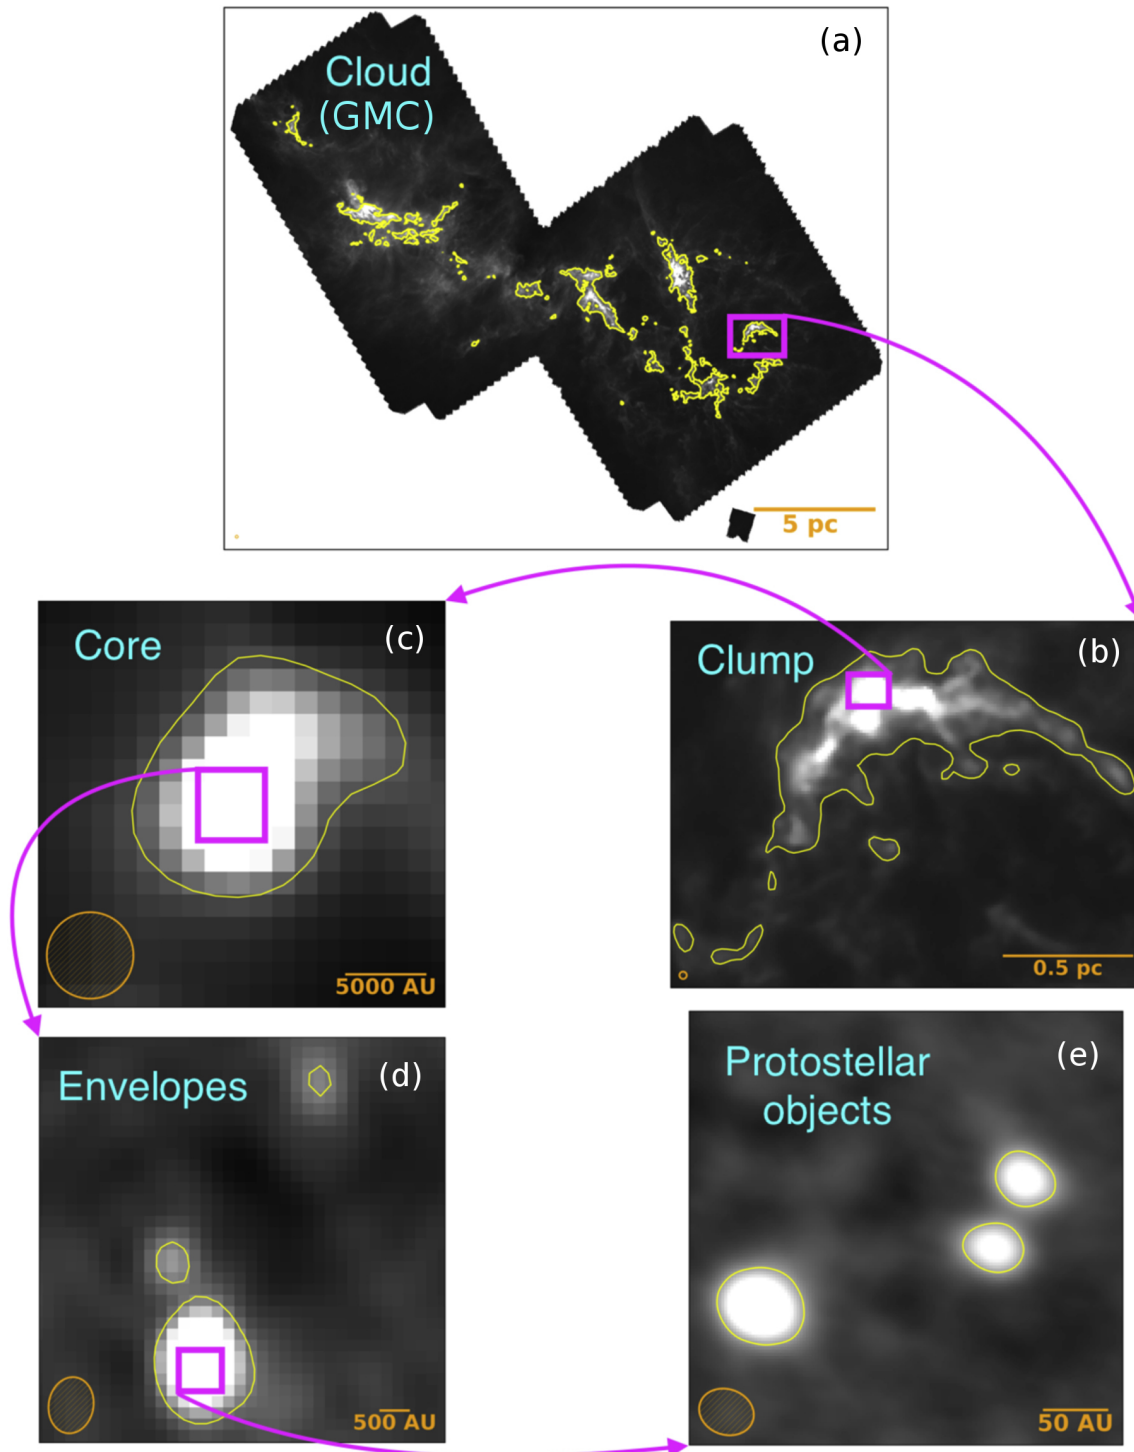 (a)
Cloud
(GMC)
5 pc
Core
(c)
5000 AU
Clump
(b)
0.5 pc
Envelopes
(d)
500 AU
Protostellar
objects
(e)
50 AU